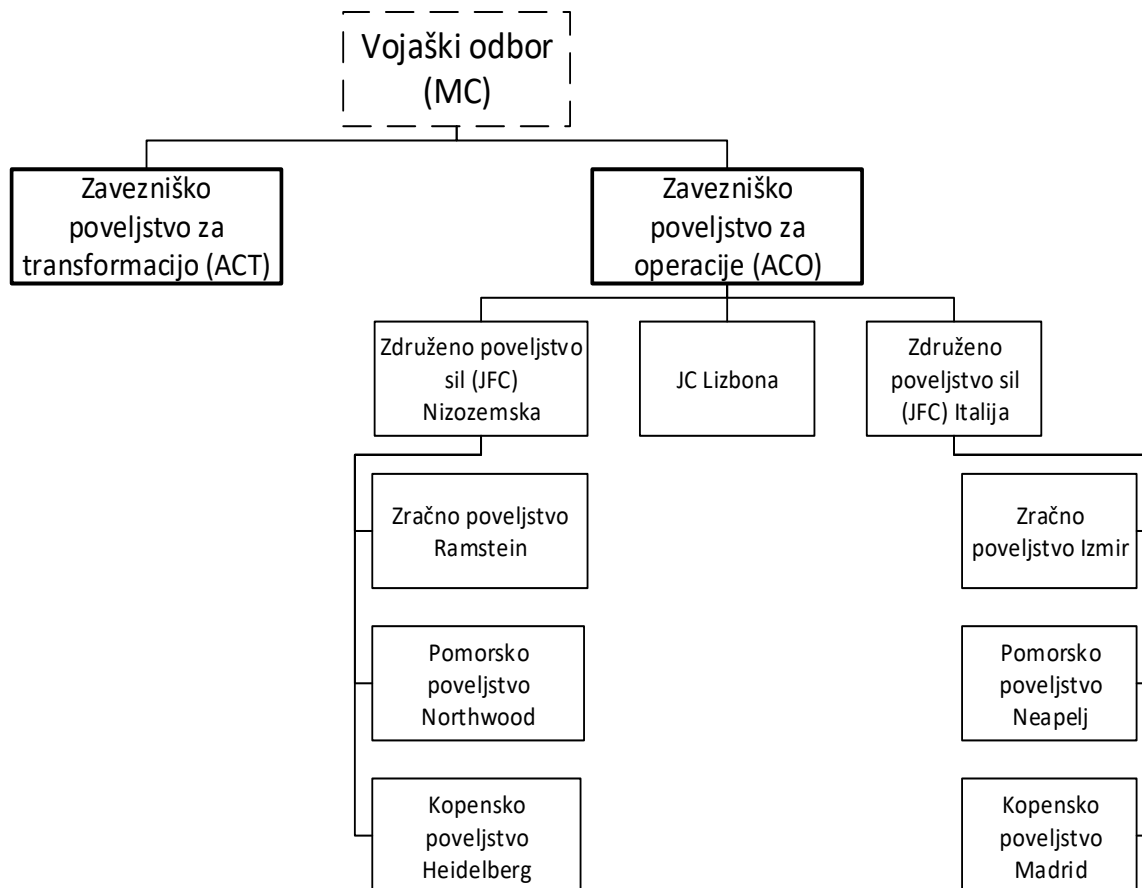 Vojaški odbor
(MC)
Zavezniško
poveljstvo za
transformacijo (ACT)
Zavezniško
poveljstvo za
operacije (ACO)
Združeno poveljstvo
sil (JFC)
Nizozemska
JC Lizbona
Združeno
poveljstvo sil
(JFC) Italija
Zračno poveljstvo
Ramstein
Zračno
poveljstvo Izmir
Pomorsko
poveljstvo
Northwood
Pomorsko
poveljstvo
Neapelj
Kopensko
poveljstvo
Heidelberg
Kopensko
poveljstvo
Madrid